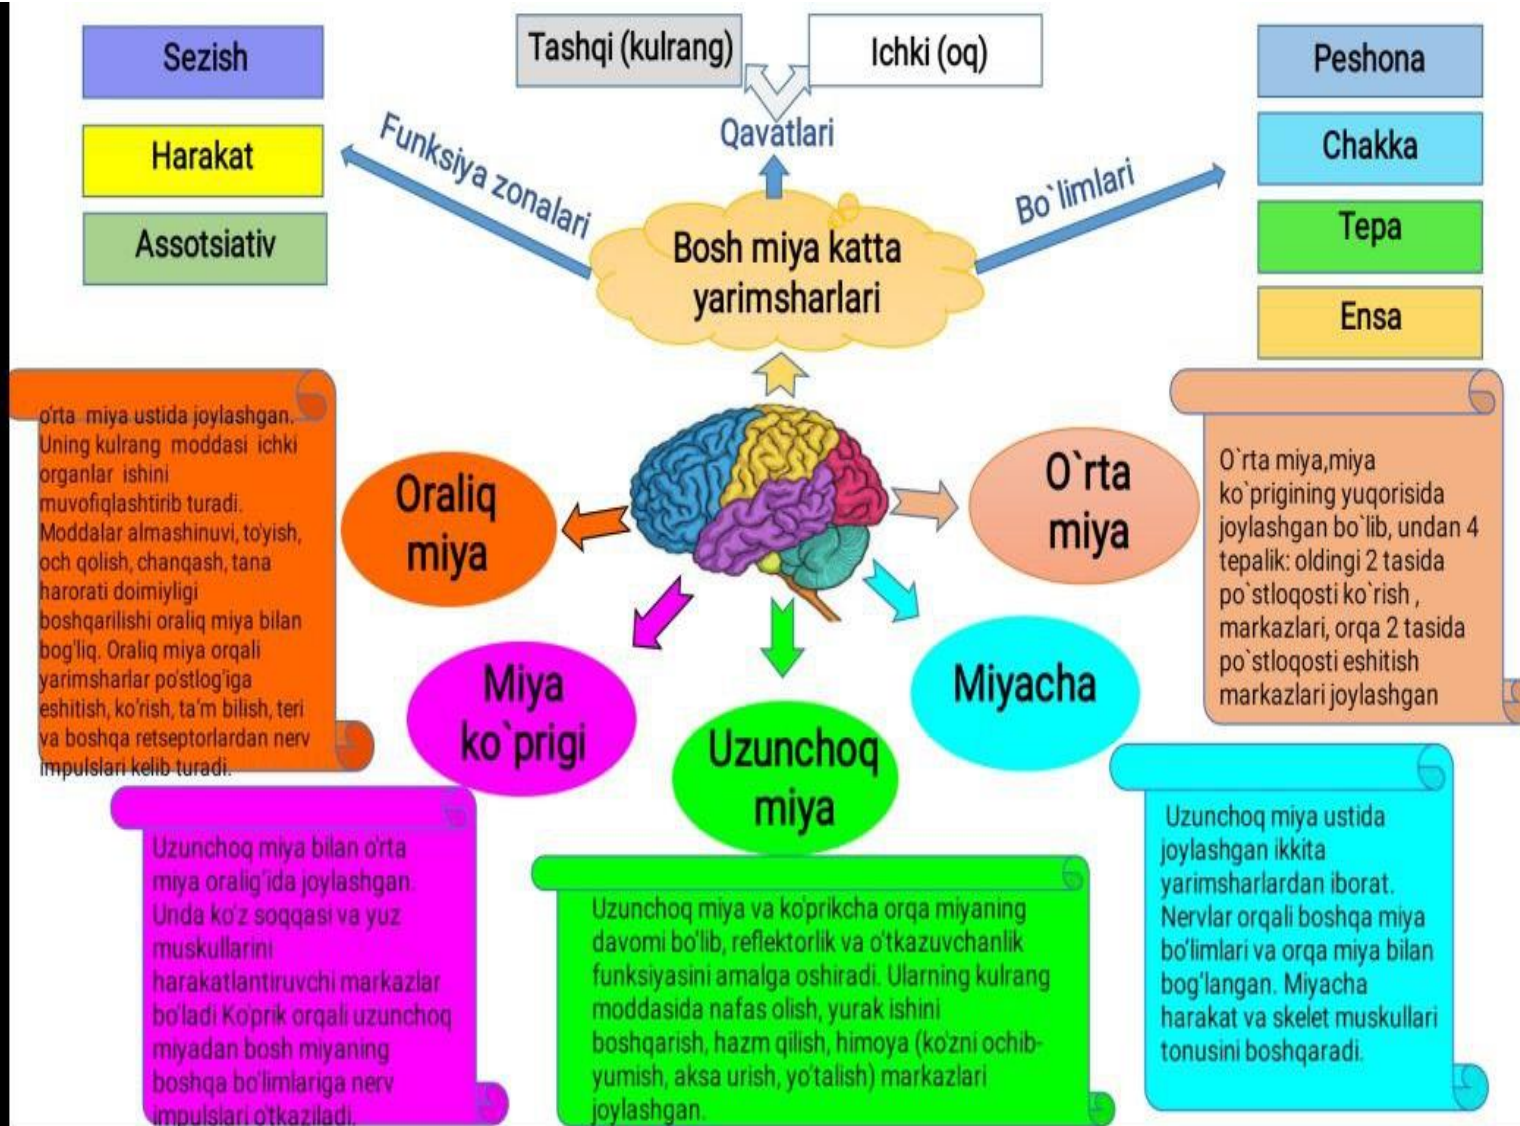 Sezish
Harakat
Assotsiativ
Funksiya zonalari
Tashqi (kulrang)
Ichki (oq)
Qavatlari
Bosh miya katta
yarimsharlari
Bo`limlari
Peshona
Chakka
Tepa
Ensa
o'rta miya ustida joylashgan.
Uning kulrang moddasi ichki
organlar ishini
muvofiqlashtirib turadi.
Moddalar almashinuvi, to'yish,
och qolish, chanqash, tana
harorati doimiyligi
boshqarilishi oraliq miya bilan
bog'liq. Oraliq miya orqali
yarimsharlar po'stlog'iga
eshitish, ko'rish, ta'm bilish, teri
va boshqa retseptorlardan nerv
impulslari kelib turadi.
Oraliq
miya
O`rta
miya
O`rta miya,miya
ko`prigining yuqorisida
joylashgan bo`lib, undan 4
tepalik: oldingi 2 tasida
po`stloqosti ko`rish ,
markazlari, orqa 2 tasida
po`stloqosti eshitish
markazlari joylashgan
Miya
ko`prigi
Uzunchoq
miya
Miyacha
Uzunchoq miya bilan o'rta
miya oralig'ida joylashgan.
Unda ko'z soqqasi va yuz
muskullarini
harakatlantiruvchi markazlar
bo'ladi Ko'prik orqali uzunchoq
miyadan bosh miyaning
boshqa bo'limlariga nerv
impulslari o'tkaziladi.
Uzunchoq miya va ko'prikcha orqa miyaning
davomi bo'lib, reflektorlik va o'tkazuvchanlik
funksiyasini amalga oshiradi. Ularning kulrang
moddasida nafas olish, yurak ishini
boshqarish, hazm qilish, himoya (ko'zni ochib-
yumish, aksa urish, yo'talish) markazlari
joylashgan.
Uzunchoq miya ustida
joylashgan ikkita
yarimsharlardan iborat.
Nervlar orqali boshqa miya
bo'limlari va orqa miya bilan
bog'langan. Miyacha
harakat va skelet muskullari
tonusini boshqaradi.